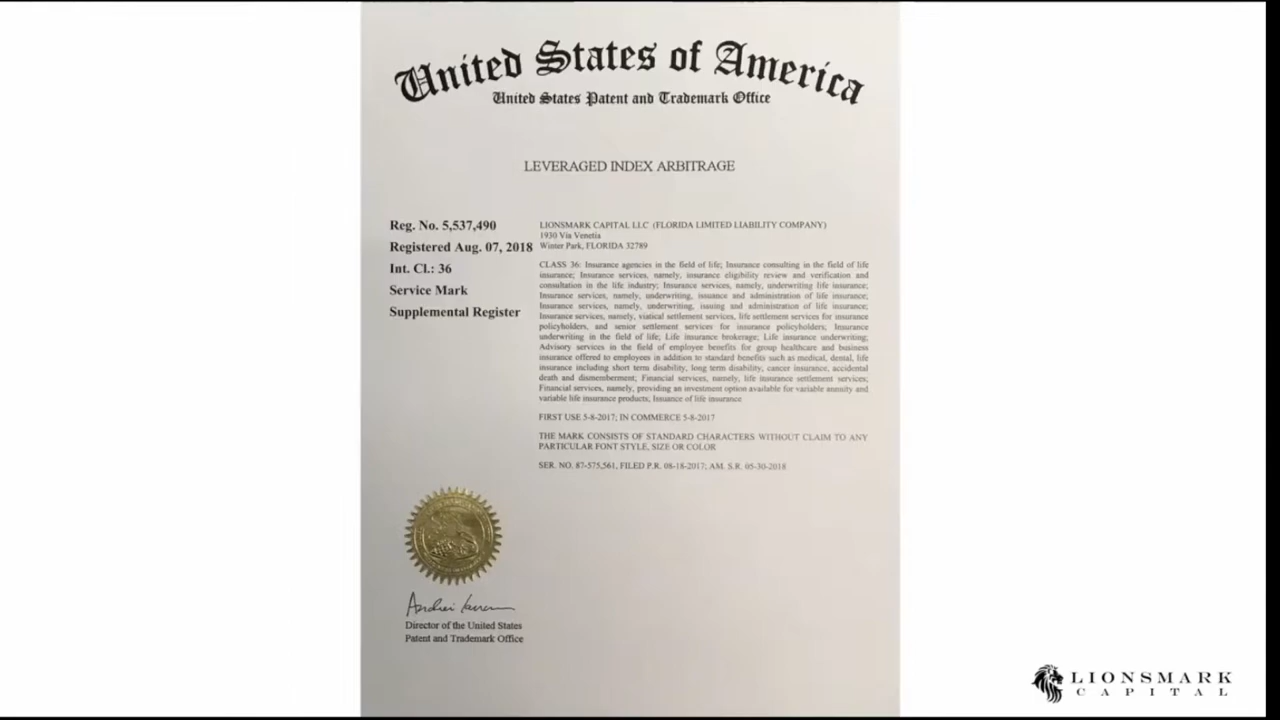 United States of America
United States Patent and Trademark Office
LEVERAGED INDEX ARBITRAGE
Reg. No. 5,537,490
Registered Aug. 07, 2018
Int. Cl.: 36
Service Mark
Supplemental Register
LIONSMARK CAPITAL LLC (FLORIDA LIMITED LIABILITY COMPANY)
1930 Via Venetia
Winter Park, FLORIDA 32789
CLASS 36: Insurance agencies in the field of life; Insurance consulting in the field of life
insurance; Insurance services, namely, insurance eligibility review and verification and
consultation in the life industry; Insurance services, namely, underwriting life insurance;
Insurance services, namely, underwriting, issuance and administration of life insurance;
Insurance services, namely, underwriting, issuing and administration of life insurance;
Insurance services, namely, viatical settlement services, life settlement services for insurance
policyholders, and senior settlement services for insurance policyholders; Insurance
underwriting in the field of life; Life insurance brokerage; Life insurance underwriting;
Advisory services in the field of employee benefits for group healthcare and business
insurance offered to employees in addition to standard benefits such as medical, dental, life
insurance including short term disability, long term disability, cancer insurance, accidental
death and dismemberment; Financial services, namely, life insurance settlement services;
Financial services, namely, providing an investment option available for variable annuity and
variable life insurance products; Issuance of life insurance
FIRST USE 5-8-2017; IN COMMERCE 5-8-2017
THE MARK CONSISTS OF STANDARD CHARACTERS WITHOUT CLAIM TO ANY
PARTICULAR FONT STYLE, SIZE OR COLOR
SER. NO. 87-575,561, FILED P.R. 08-18-2017; AM. S.R. 05-30-2018
Director of the United States
Patent and Trademark Office
LIONSMARK
CAPITAL